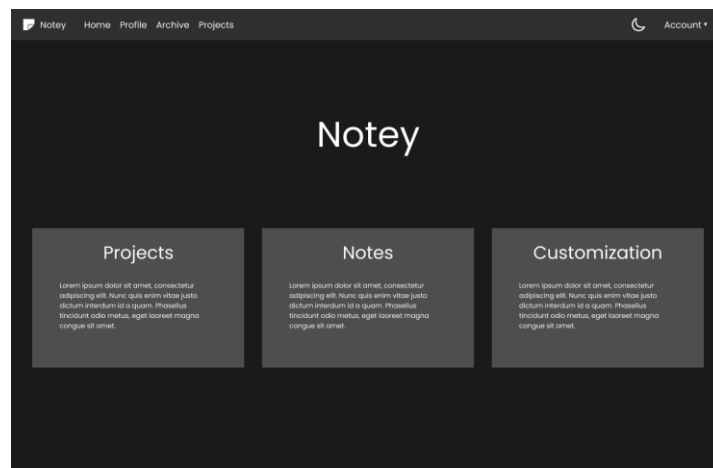 Notey Home Profile Archive Projects Account
Notey
Projects
Lorem ipsum dolor sit amet, consectetur
adipiscing elit. Nunc quis enim vitae justo
dictum interdum id a quam. Phasellus
tincidunt odio metus, eget laoreet magna
congue sit amet.
Notes
Lorem ipsum dolor sit amet, consectetur
adipiscing elit. Nunc quis enim vitae justo
dictum interdum id a quam. Phasellus
tincidunt odio metus, eget laoreet magna
congue sit amet.
Customization
Lorem ipsum dolor sit amet, consectetur
adipiscing elit. Nunc quis enim vitae justo
dictum interdum id a quam. Phasellus
tincidunt odio metus, eget laoreet magna
congue sit amet.